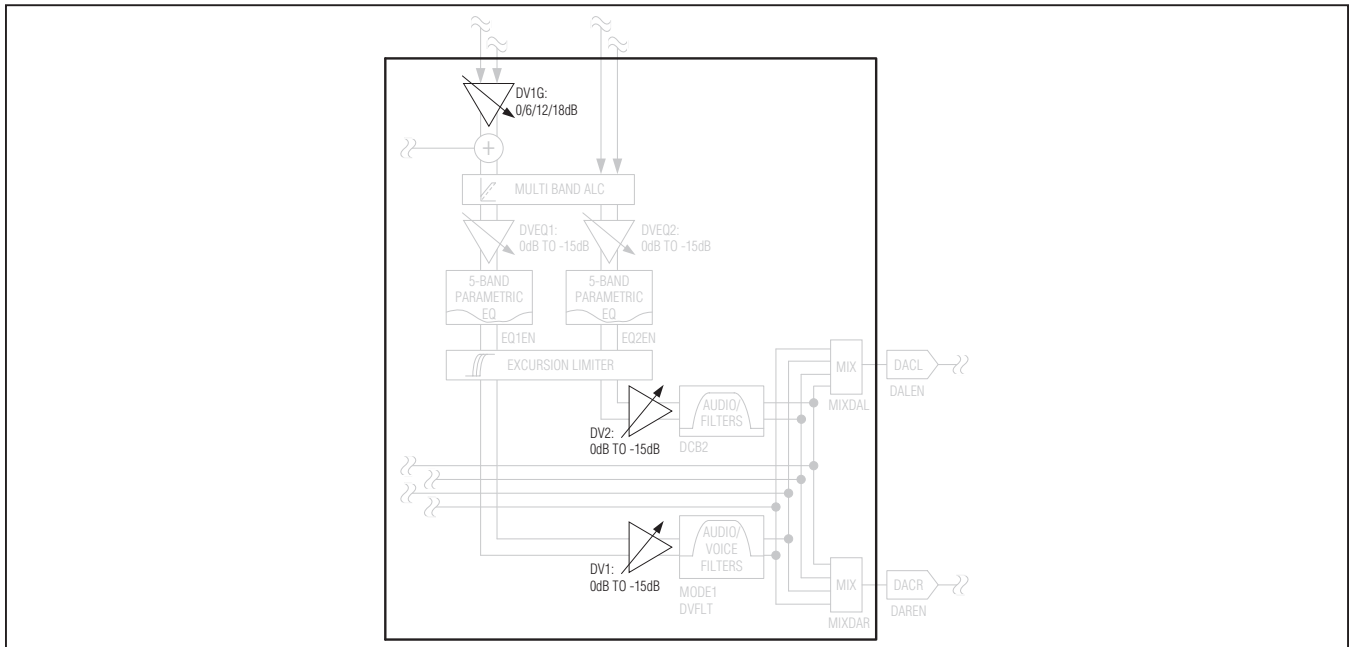 DV1G:
0/6/12/18dB
+
MULTI BAND ALC
DVEQ1:
0dB TO -15dB
DVEQ2:
0dB TO -15dB
5-BAND
PARAMETRIC
EQ
5-BAND
PARAMETRIC
EQ
EQ1EN
EQ2EN
EXCURSION LIMITER
MIX
DACL
MIXDAL
DALEN
AUDIO/
FILTERS
DV2:
0dB TO -15dB
DCB2
AUDIO/
VOICE
FILTERS
DV1:
0dB TO -15dB
MODE1
DVFLT
MIX
DACR
MIXDAR
DAREN